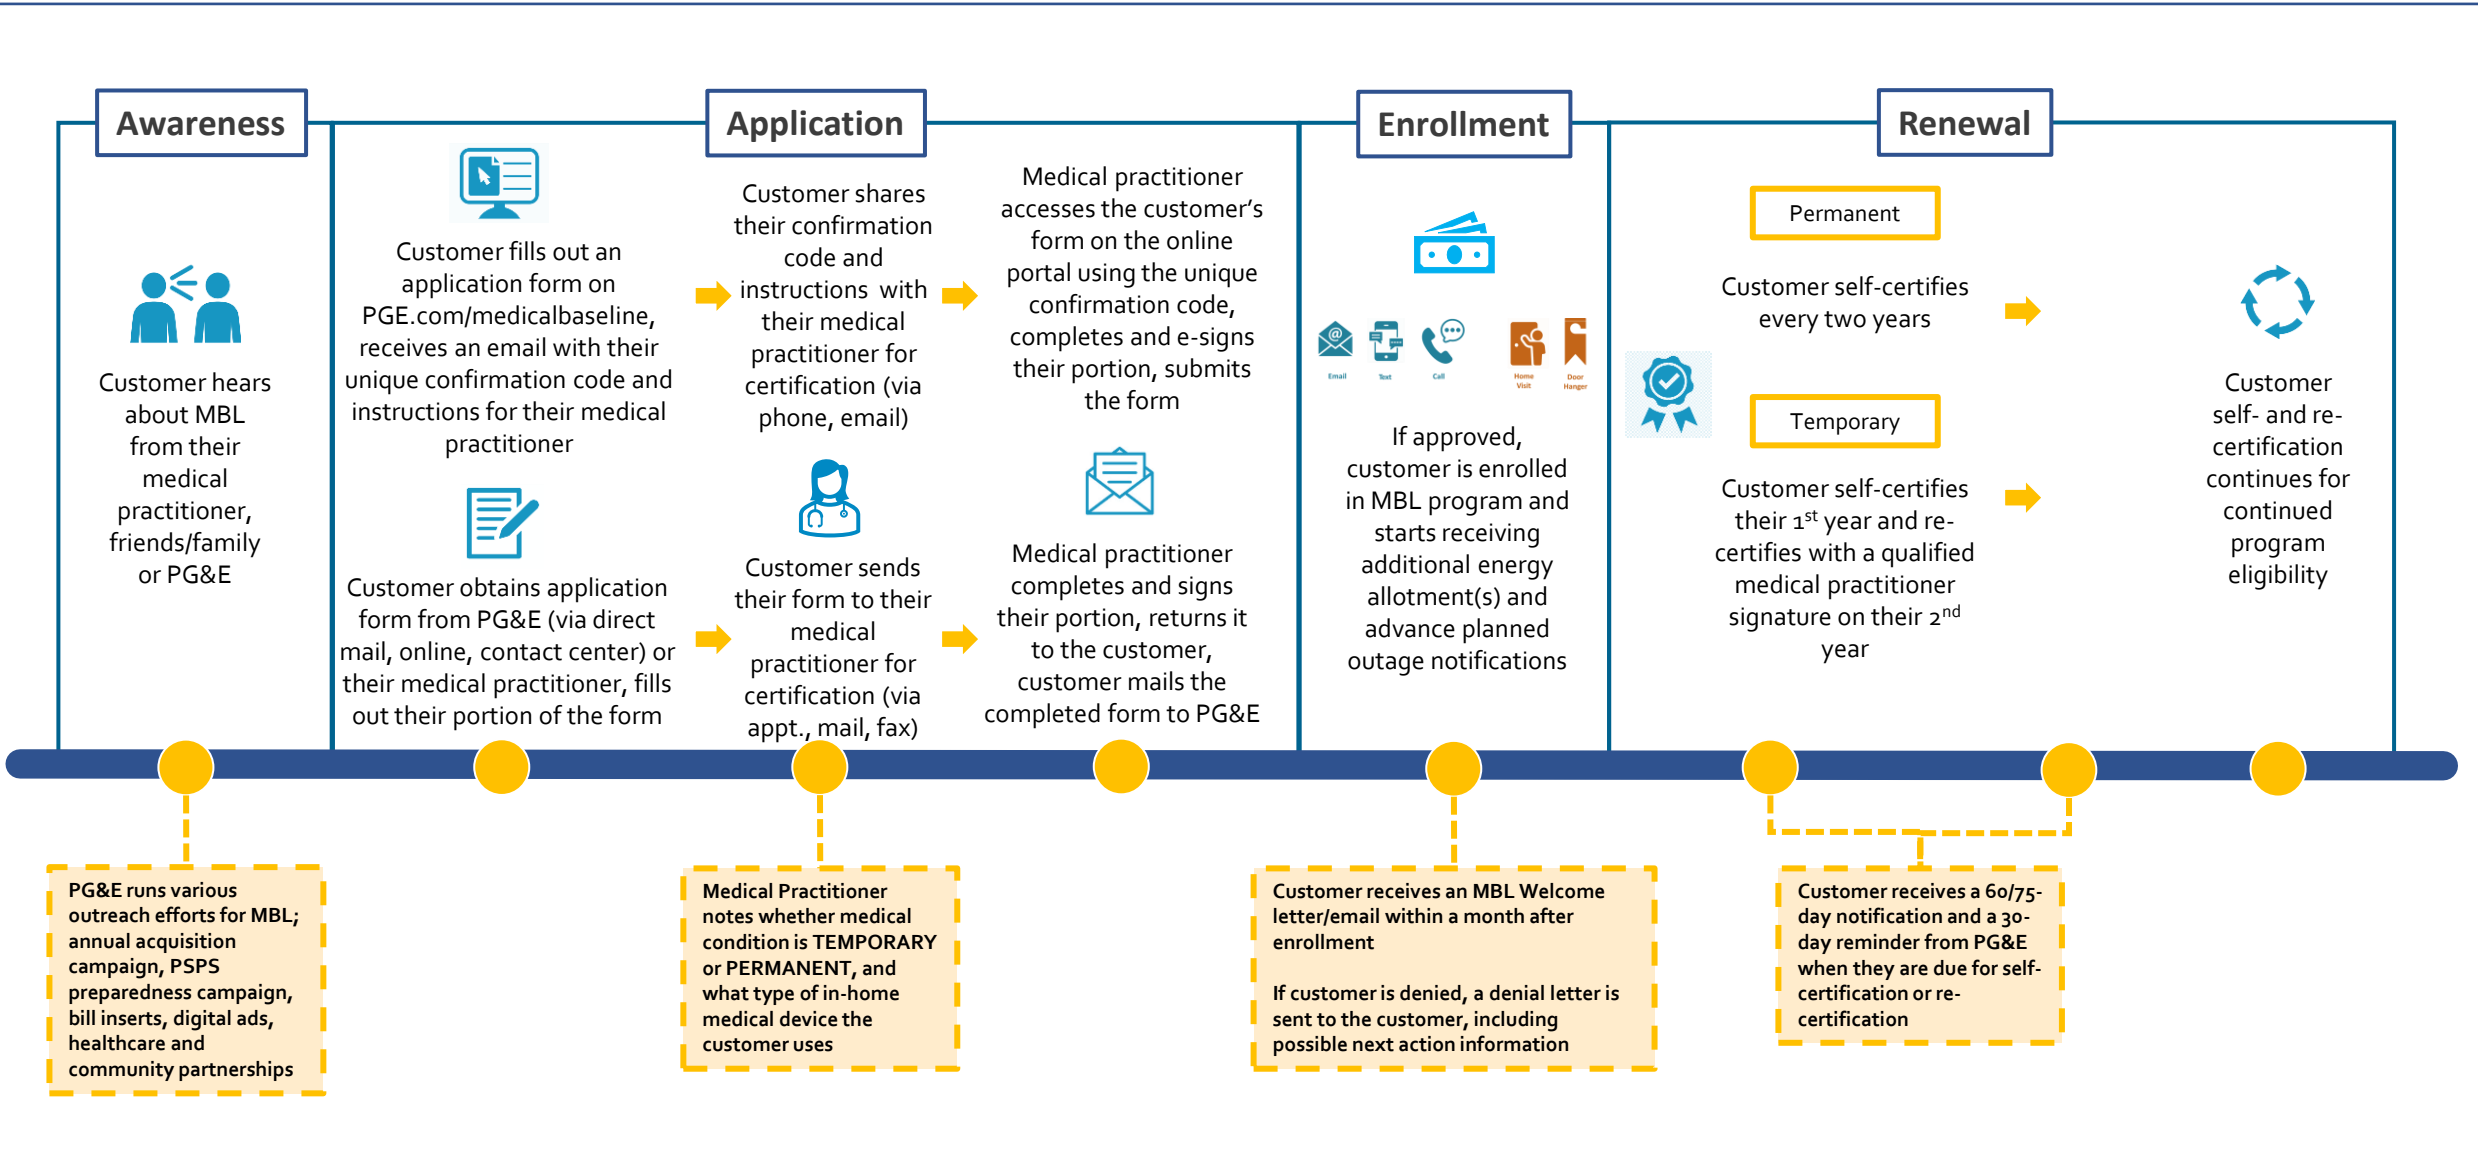 Awareness
Customer hears
about MBL
from their
medical
practitioner,
friends/family
or PG&E
Application
Customer fills out an
application form on
PGE.com/medicalbaseline,
receives an email with their
unique confirmation code and
instructions for their medical
practitioner
Customer shares
their confirmation
code and
instructions with
their medical
practitioner for
certification (via
phone, email)
Medical practitioner
accesses the customer's
form on the online
portal using the unique
confirmation code,
completes and e-signs
their portion, submits
the form
Customer obtains application
form from PG&E (via direct
mail, online, contact center) or
their medical practitioner, fills
out their portion of the form
Customer sends
their form to their
medical
practitioner for
certification (via
appt., mail, fax)
Medical practitioner
completes and signs
their portion, returns it
to the customer,
customer mails the
completed form to PG&E
Enrollment
Email
Text
Call
Home
Visit
Door
Hanger
If approved,
customer is enrolled
in MBL program and
starts receiving
additional energy
allotment(s) and
advance planned
outage notifications
Renewal
Permanent
Customer self-certifies
every two years
Temporary
Customer self-certifies
their 1st year and re-
certifies with a qualified
medical practitioner
signature on their 2nd
year
Customer
self- and re-
certification
continues for
continued
program
eligibility
PG&E runs various
outreach efforts for MBL;
annual acquisition
campaign, PSPS
preparedness campaign,
bill inserts, digital ads,
healthcare and
community partnerships
Medical Practitioner
notes whether medical
condition is TEMPORARY
or PERMANENT, and
what type of in-home
medical device the
customer uses
Customer receives an MBL Welcome
letter/email within a month after
enrollment
If customer is denied, a denial letter is
sent to the customer, including
possible next action information
Customer receives a 60/75-
day notification and a 30-
day reminder from PG&E
when they are due for self-
certification or re-
certification